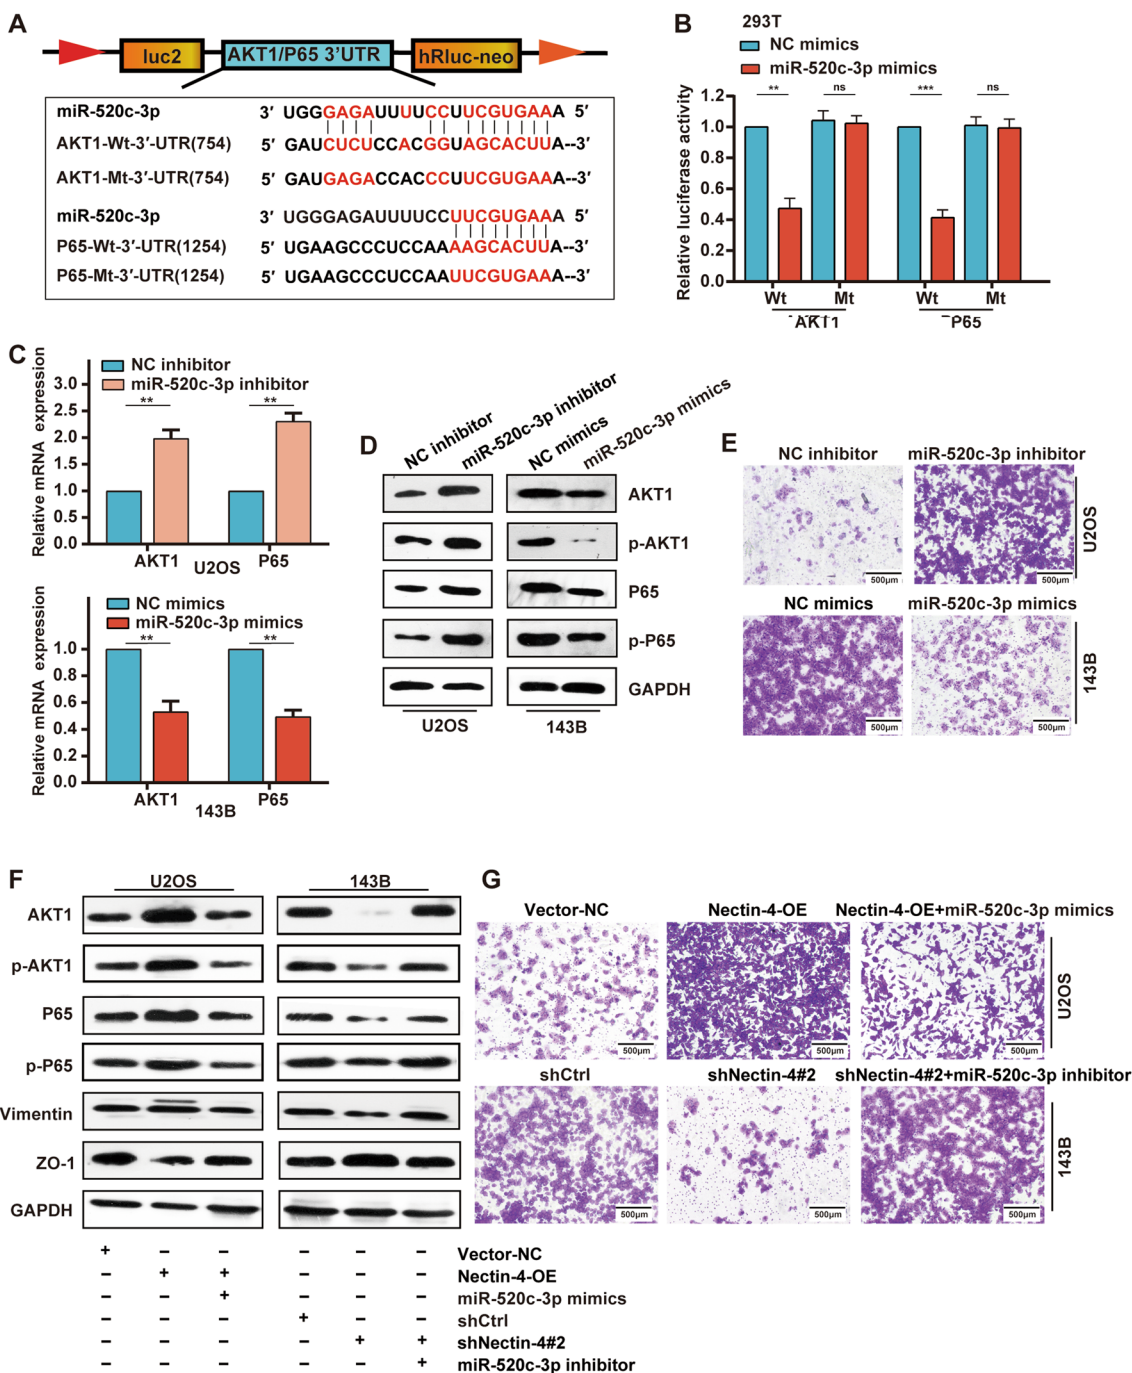 A
luc2
AKT1/P65 3′UTR
hRluc-neo
miR-520c-3p 3′ UGGGAGAUUUUCCUUCGUGAAA 5′
AKT1-Wt-3′-UTR(754) 5′ GAUCUCUCCACGGUAGCACUUA--3′
AKT1-Mt-3′-UTR(754) 5′ GAUGAGACCACCCUUCGUGAAA--3′
miR-520c-3p 3′ UGGGAGAUUUUCCUUCGUGAAA 5′
P65-Wt-3′-UTR(1254) 5′ UGAAGCCCUCCAAAAGCACUUA--3′
P65-Mt-3′-UTR(1254) 5′ UGAAGCCCUCCAAUUCGUGAAA--3′
B
293T
NC mimics
miR-520c-3p mimics
Relative luciferase activity
1.2
1.0
0.8
0.6
0.4
0.2
0.0
** ns *** ns
Wt Mt Wt Mt
AKT1 P65
C
NC inhibitor
miR-520c-3p inhibitor
Relative mRNA expression
3.0
2.5
2.0
1.5
1.0
0.5
0.0
** **
AKT1 P65
U2OS
NC mimics
miR-520c-3p mimics
Relative mRNA expression
1.0
0.8
0.6
0.4
0.2
0.0
** **
AKT1 P65
143B
D
NC inhibitor
miR-520c-3p inhibitor
NC mimics
miR-520c-3p mimics
AKT1
p-AKT1
P65
p-P65
GAPDH
U2OS 143B
E
NC inhibitor miR-520c-3p inhibitor
500μm 500μm
U2OS
NC mimics miR-520c-3p mimics
500μm 500μm
143B
F
U2OS 143B
AKT1
p-AKT1
P65
p-P65
Vimentin
ZO-1
GAPDH
+ − − − − − Vector-NC
− + + − − − Nectin-4-OE
− − + − − − miR-520c-3p mimics
− − − + − − shCtrl
− − − − + + shNectin-4#2
− − − − − + miR-520c-3p inhibitor
G
Vector-NC Nectin-4-OE Nectin-4-OE+miR-520c-3p mimics
500μm 500μm 500μm
U2OS
shCtrl shNectin-4#2 shNectin-4#2+miR-520c-3p inhibitor
500μm 500μm 500μm
143B